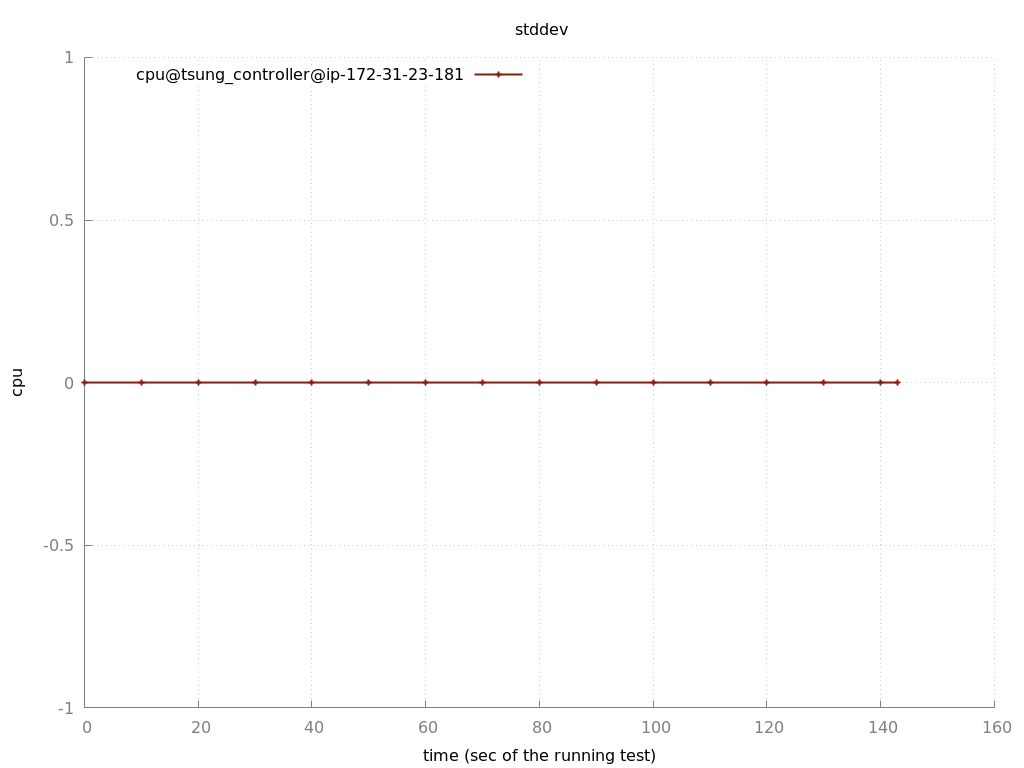 stddev
cpu@tsung_controller@ip-172-31-23-181
1
0.5
0
-0.5
-1
cpu
0 20 40 60 80 100 120 140 160
time (sec of the running test)